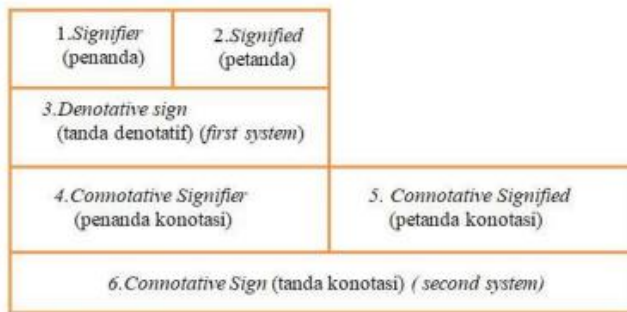 1.Signifier
(penanda)
2.Signified
(petanda)
3.Denotative sign
(tanda denotatif) (first system)
4.Connotative Signifier
(penanda konotasi)
5. Connotative Signified
(petanda konotasi)
6.Connotative Sign (tanda konotasi) ( second system)